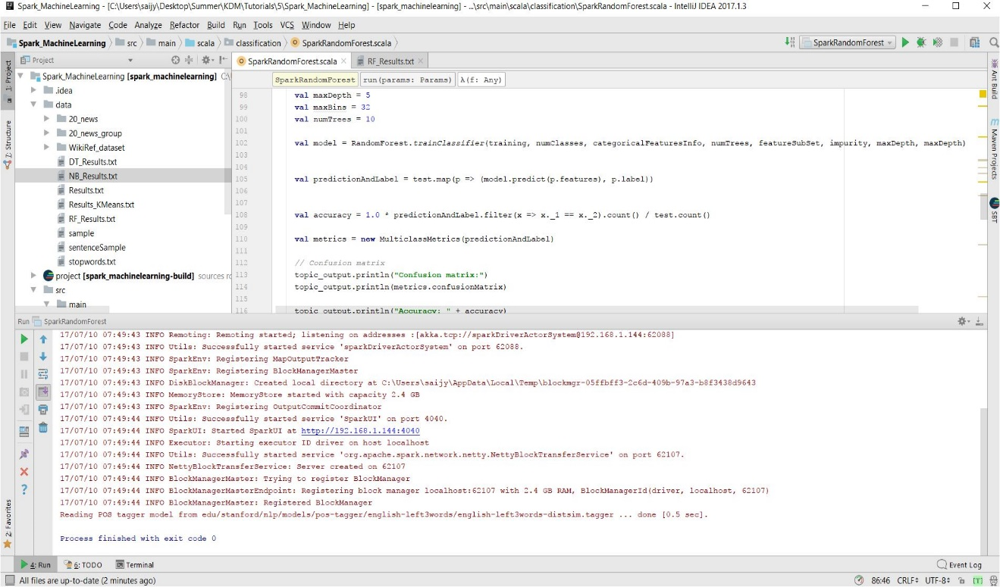 Spark_MachineLearning - [C:\Users\saijy\Desktop\Summer\KDM\Tutorials\5\Spark_MachineLearning] - [spark_machinelearning] - ...\src\main\scala\classification\SparkRandomForest.scala - IntelliJ IDEA 2017.1.3
File Edit View Navigate Code Analyze Refactor Build Run Tools VCS Window Help
Spark_MachineLearning src main scala classification SparkRandomForest.scala
SparkRandomForest
1: Project
Z: Structure
2: Favorites
Project
Spark_MachineLearning [spark_machinelearning] C:\
.idea
data
20_news
20_news_group
WikiRef_dataset
DT_Results.txt
NB_Results.txt
Results.txt
Results_KMeans.txt
RF_Results.txt
sample
sentenceSample
stopwords.txt
project [spark_machinelearning-build] sources ro
src
main
SparkRandomForest.scala RF_Results.txt
SparkRandomForest run(params: Params) λ(f: Any)
98 val maxDepth = 5
99 val maxBins = 32
100 val numTrees = 10
101
102 val model = RandomForest.trainClassifier(training, numClasses, categoricalFeaturesInfo, numTrees, featureSubSet, impurity, maxDepth, maxDepth)
103
104
105 val predictionAndLabel = test.map(p => (model.predict(p.features), p.label))
106
107
108 val accuracy = 1.0 * predictionAndLabel.filter(x => x._1 == x._2).count() / test.count()
109
110 val metrics = new MulticlassMetrics(predictionAndLabel)
111
112 // Confusion matrix
113 topic_output.println("Confusion matrix:")
114 topic_output.println(metrics.confusionMatrix)
115
116 topic_output.println("Accuracy: " + accuracy)
Ant Build
m
Maven Projects
SBT
Run SparkRandomForest
17/07/10 07:49:43 INFO Remoting: Remoting started; listening on addresses :[akka.tcp://sparkDriverActorSystem@192.168.1.144:62088]
17/07/10 07:49:43 INFO Utils: Successfully started service 'sparkDriverActorSystem' on port 62088.
17/07/10 07:49:43 INFO SparkEnv: Registering MapOutputTracker
17/07/10 07:49:43 INFO SparkEnv: Registering BlockManagerMaster
17/07/10 07:49:43 INFO DiskBlockManager: Created local directory at C:\Users\saijy\AppData\Local\Temp\blockmgr-05ffbff3-2c6d-409b-97a3-b8f3438d9643
17/07/10 07:49:43 INFO MemoryStore: MemoryStore started with capacity 2.4 GB
17/07/10 07:49:43 INFO SparkEnv: Registering OutputCommitCoordinator
17/07/10 07:49:44 INFO Utils: Successfully started service 'SparkUI' on port 4040.
17/07/10 07:49:44 INFO SparkUI: Started SparkUI at http://192.168.1.144:4040
17/07/10 07:49:44 INFO Executor: Starting executor ID driver on host localhost
17/07/10 07:49:44 INFO Utils: Successfully started service 'org.apache.spark.network.netty.NettyBlockTransferService' on port 62107.
17/07/10 07:49:44 INFO NettyBlockTransferService: Server created on 62107
17/07/10 07:49:44 INFO BlockManagerMaster: Trying to register BlockManager
17/07/10 07:49:44 INFO BlockManagerMasterEndpoint: Registering block manager localhost:62107 with 2.4 GB RAM, BlockManagerId(driver, localhost, 62107)
17/07/10 07:49:44 INFO BlockManagerMaster: Registered BlockManager
Reading POS tagger model from edu/stanford/nlp/models/pos-tagger/english-left3words/english-left3words-distsim.tagger ... done [0.5 sec].
Process finished with exit code 0
4: Run 6: TODO Terminal Event Log
All files are up-to-date (2 minutes ago) 86:46 CRLF UTF-8 [T]